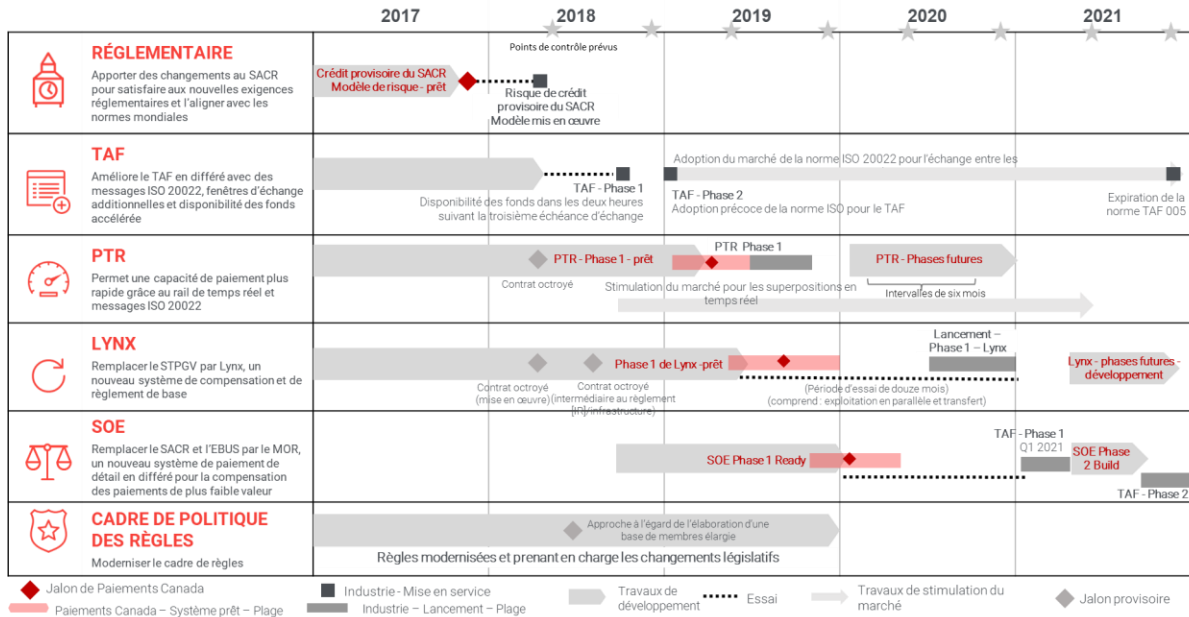 2017 2018 2019 2020 2021
Points de contrôle prévus
RÉGLEMENTAIRE
Apporter des changements au SACR
pour satisfaire aux nouvelles exigences
réglementaires et l'aligner avec les
normes mondiales
Crédit provisoire du SACR
Modèle de risque - prêt
Risque de crédit
provisoire du SACR
Modèle mis en œuvre
TAF
Améliore le TAF en différé avec des
messages ISO 20022, fenêtres d'échange
additionnelles et disponibilité des fonds
accélérée
TAF - Phase 1
Disponibilité des fonds dans les deux heures
suivant la troisième échéance d'échange
Adoption du marché de la norme ISO 20022 pour l'échange entre les
TAF - Phase 2
Adoption précoce de la norme ISO pour le TAF
Expiration de la
norme TAF 005
PTR
Permet une capacité de paiement plus
rapide grâce au rail de temps réel et
messages ISO 20022
PTR - Phase 1 - prêt
Contrat octroyé
PTR Phase 1
Stimulation du marché pour les superpositions en
temps réel
PTR - Phases futures
Intervalles de six mois
LYNX
Remplacer le STPGV par Lynx, un
nouveau système de compensation et de
règlement de base
Phase 1 de Lynx -prêt
Contrat octroyé
(mise en œuvre)
Contrat octroyé
(intermédiaire au règlement
[IR]/infrastructure)
Lancement –
Phase 1 – Lynx
(Période d'essai de douze mois)
(comprend : exploitation en parallèle et transfert)
Lynx - phases futures -
développement
SOE
Remplacer le SACR et l'EBUS par le MOR,
un nouveau système de paiement de
détail en différé pour la compensation
des paiements de plus faible valeur
SOE Phase 1 Ready
TAF - Phase 1
Q1 2021
SOE Phase
2 Build
TAF - Phase 2
CADRE DE POLITIQUE
DES RÈGLES
Moderniser le cadre de règles
Approche à l'égard de l'élaboration d'une
base de membres élargie
Règles modernisées et prenant en charge les changements législatifs
Jalon de Paiements Canada
Industrie - Mise en service
Travaux de
développement
Essai
Travaux de stimulation du
marché
Jalon provisoire
Paiements Canada – Système prêt – Plage
Industrie – Lancement – Plage